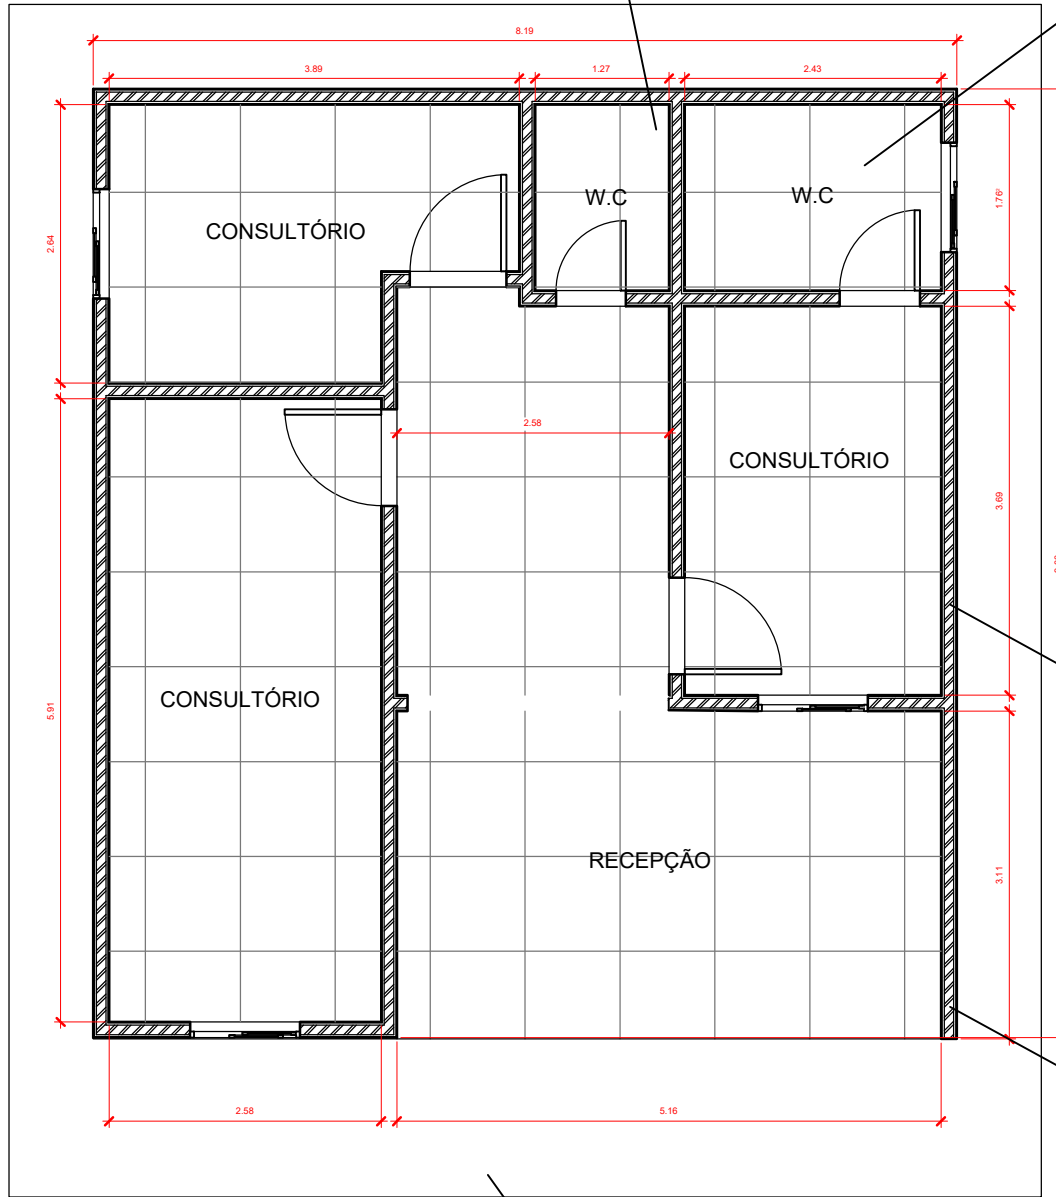 8.19
3.89
1.27
2.43
W.C
W.C
1.76
CONSULTÓRIO
2.64
2.58
CONSULTÓRIO
3.69
CONSULTÓRIO
5.91
RECEPÇÃO
3.11
2.58
5.16